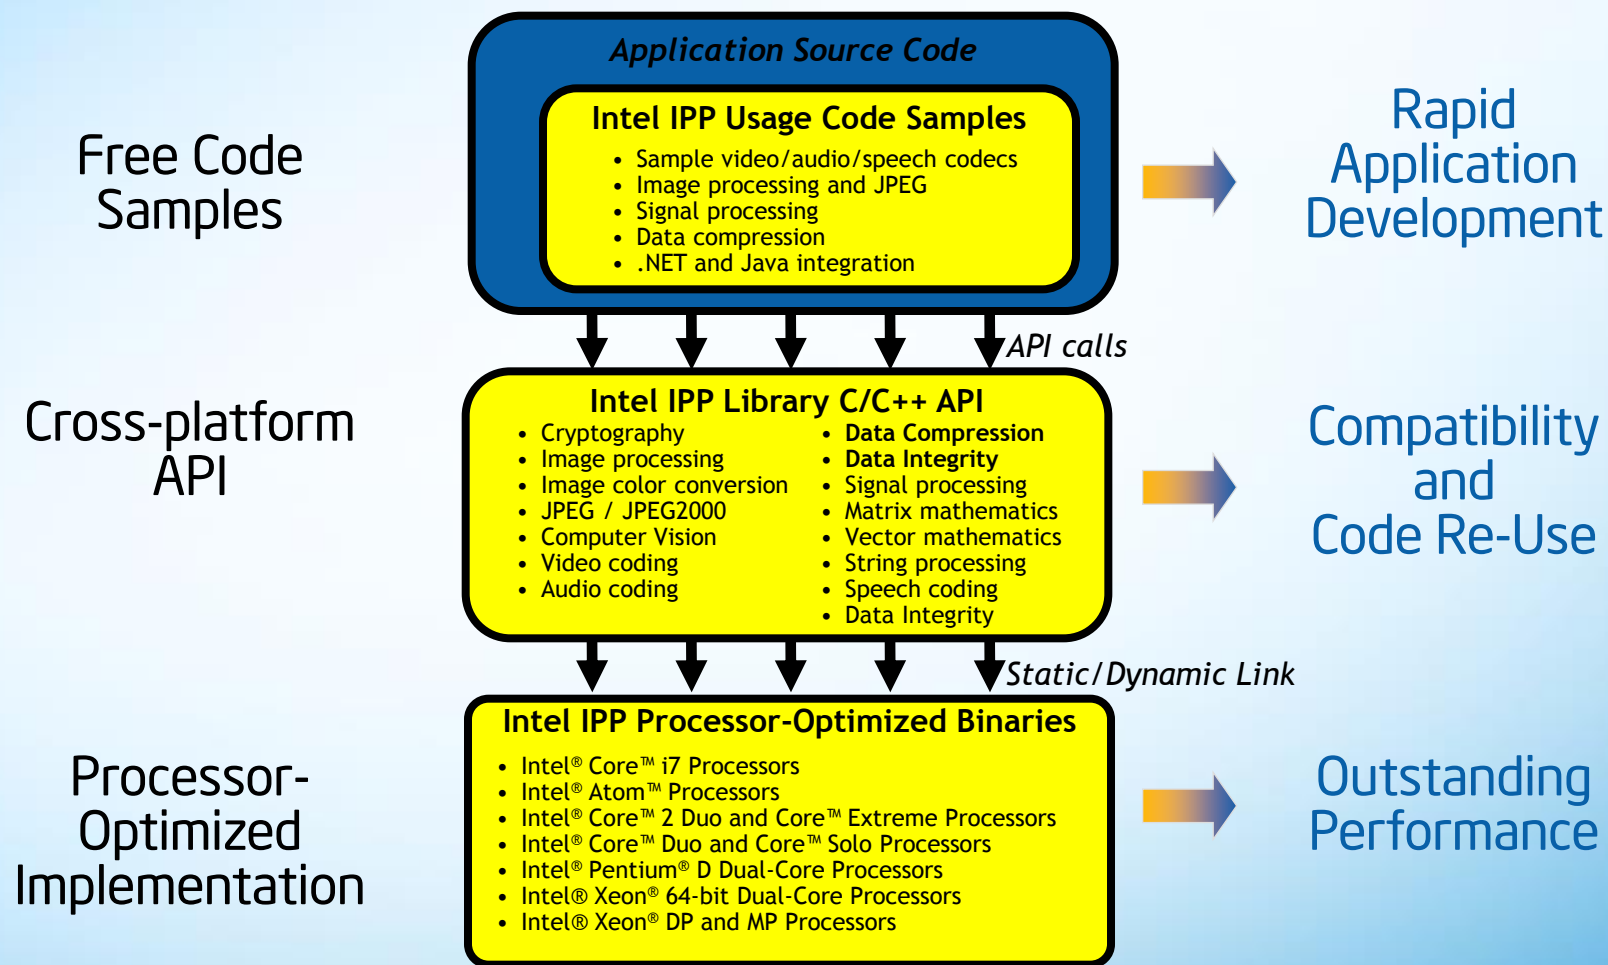 Application Source Code
Free Code
Samples
Intel IPP Usage Code Samples
• Sample video/audio/speech codecs
• Image processing and JPEG
• Signal processing
• Data compression
• .NET and Java integration
Rapid
Application
Development
API calls
Cross-platform
API
Intel IPP Library C/C++ API
• Cryptography
• Image processing
• Image color conversion
• JPEG / JPEG2000
• Computer Vision
• Video coding
• Audio coding
• Data Compression
• Data Integrity
• Signal processing
• Matrix mathematics
• Vector mathematics
• String processing
• Speech coding
• Data Integrity
Compatibility
and
Code Re-Use
Static/Dynamic Link
Processor-
Optimized
Implementation
Intel IPP Processor-Optimized Binaries
• Intel® Core™ i7 Processors
• Intel® Atom™ Processors
• Intel® Core™ 2 Duo and Core™ Extreme Processors
• Intel® Core™ Duo and Core™ Solo Processors
• Intel® Pentium® D Dual-Core Processors
• Intel® Xeon® 64-bit Dual-Core Processors
• Intel® Xeon® DP and MP Processors
Outstanding
Performance